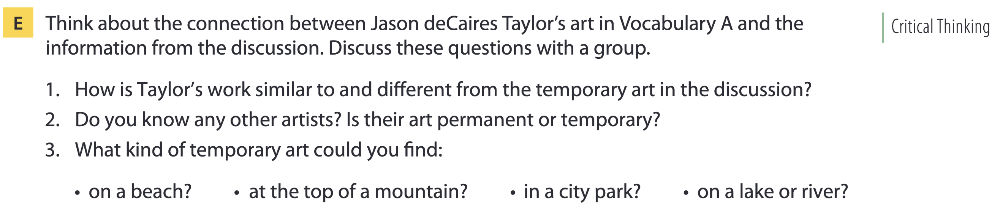 E Think about the connection between Jason deCaires Taylor’s art in Vocabulary A and the
Critical Thinking
information from the discussion. Discuss these questions with a group.
1. How is Taylor’s work similar to and different from the temporary art in the discussion?
2. Do you know any other artists? Is their art permanent or temporary?
3. What kind of temporary art could you find:
• on a beach? • at the top of a mountain? • in a city park? • on a lake or river?